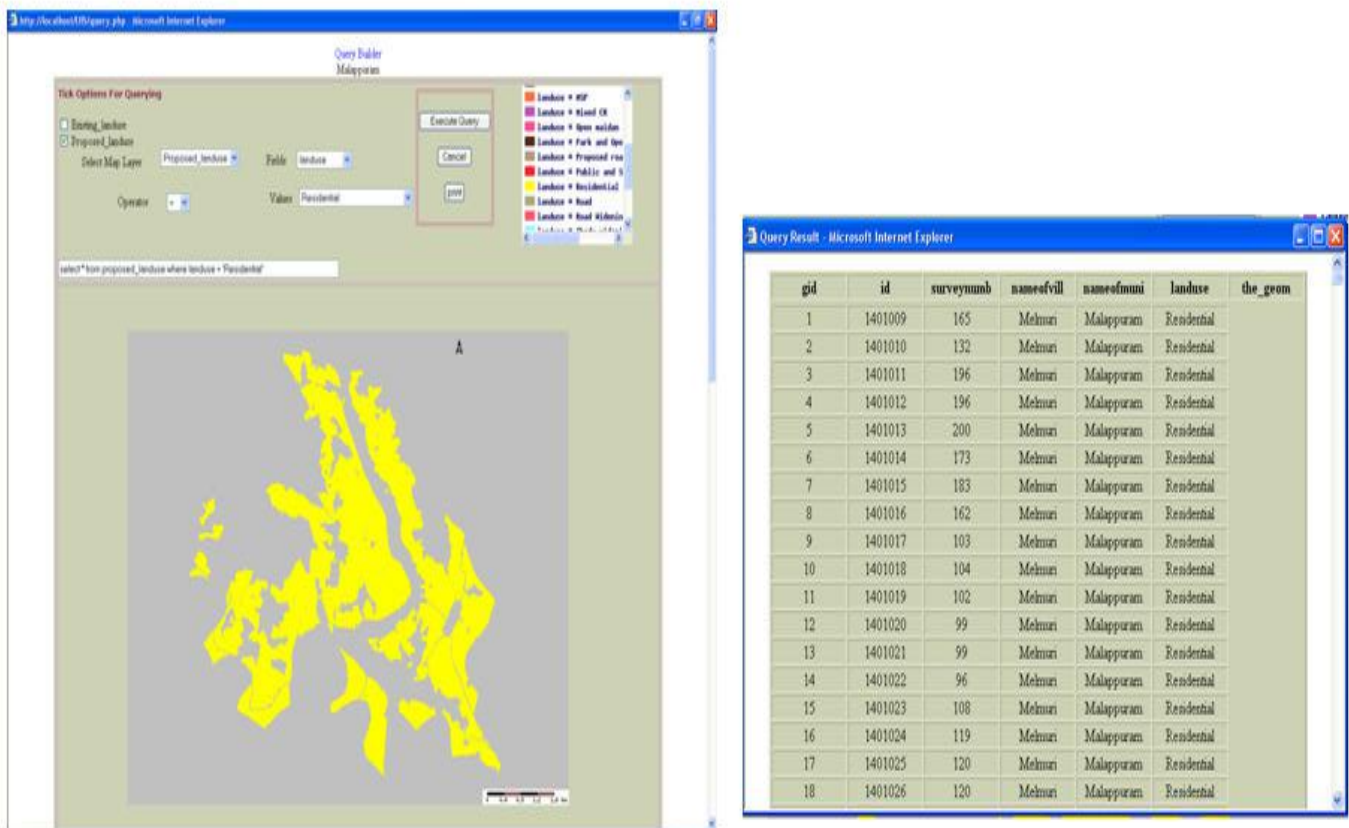 http://localhost/UIS/query.php - Microsoft Internet Explorer
Query Builder
Malappuram
Tick Options For Querying
Existing_landuse
Proposed_landuse
Select Map Layer Proposed_landuse Fields landuse
Operator = Values Residential
Execute Query
Cancel
print
landuse = MSP
landuse = Mixed CR
landuse = Open maidan
landuse = Park and Ope
landuse = Proposed roa
landuse = Public and S
landuse = Residential
landuse = Road
landuse = Road Widenin
select * from proposed_landuse where landuse = 'Residential'
A
Query Result - Microsoft Internet Explorer
gid id surveynumb nameofvill nameofmuni landuse the_geom
1 1401009 165 Melmuri Malappuram Residential
2 1401010 132 Melmuri Malappuram Residential
3 1401011 196 Melmuri Malappuram Residential
4 1401012 196 Melmuri Malappuram Residential
5 1401013 200 Melmuri Malappuram Residential
6 1401014 173 Melmuri Malappuram Residential
7 1401015 183 Melmuri Malappuram Residential
8 1401016 162 Melmuri Malappuram Residential
9 1401017 103 Melmuri Malappuram Residential
10 1401018 104 Melmuri Malappuram Residential
11 1401019 102 Melmuri Malappuram Residential
12 1401020 99 Melmuri Malappuram Residential
13 1401021 99 Melmuri Malappuram Residential
14 1401022 96 Melmuri Malappuram Residential
15 1401023 108 Melmuri Malappuram Residential
16 1401024 119 Melmuri Malappuram Residential
17 1401025 120 Melmuri Malappuram Residential
18 1401026 120 Melmuri Malappuram Residential